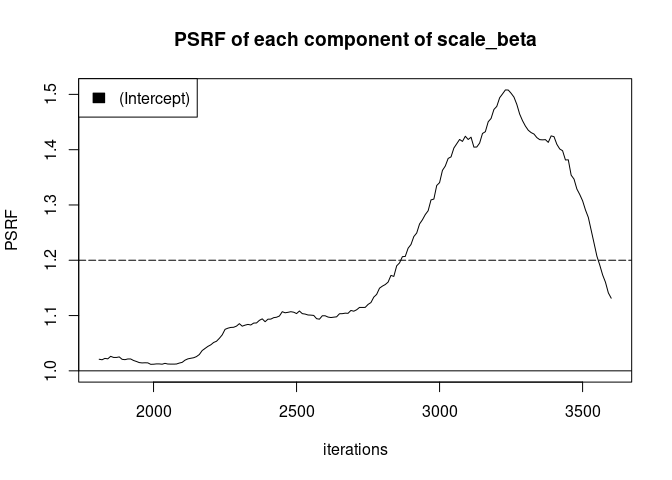 PSRF of each component of scale_beta
(Intercept)
PSRF
1.5
1.4
1.3
1.2
1.1
1.0
2000 2500 3000 3500
iterations